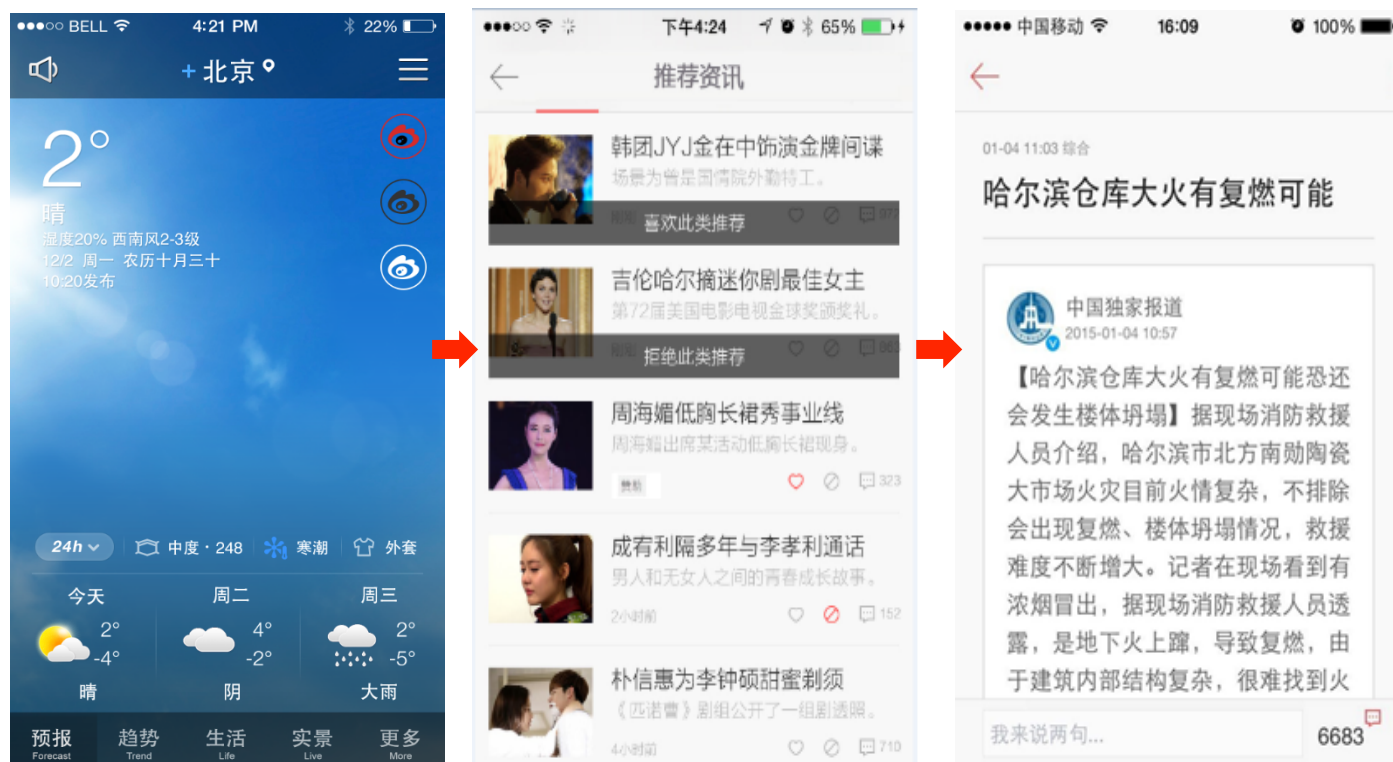 BELL 4:21 PM 22%
+北京
2°
晴
湿度20% 西南风2-3级
12/2 周一 农历十月三十
10:20发布
24h 中度·248 寒潮 外套
今天 周二 周三
2° 4° 2°
-4° -2° -5°
晴 阴 大雨
预报 趋势 生活 实景 更多
Forecast Trend Life Live More
下午4:24 65%
推荐资讯
韩团JYJ金在中饰演金牌间谍
场景为曾是国情院外勤特工。
977
喜欢此类推荐
吉伦哈尔摘迷你剧最佳女主
第72届美国电影电视金球奖颁奖礼。
863
拒绝此类推荐
周海媚低胸长裙秀事业线
周海媚出席某活动低胸长裙现身。
赞助 323
成宥利隔多年与李孝利通话
男人和无女人之间的青春成长故事。
2小时前 152
朴信惠为李钟硕甜蜜剃须
《匹诺曹》剧组公开了一组剧透照。
4小时前 710
中国移动 16:09 100%
01-04 11:03 综合
哈尔滨仓库大火有复燃可能
中国独家报道
2015-01-04 10:57
【哈尔滨仓库大火有复燃可能恐还
会发生楼体坍塌】据现场消防救援
人员介绍，哈尔滨市北方南勋陶瓷
大市场火灾目前火情复杂，不排除
会出现复燃、楼体坍塌情况，救援
难度不断增大。记者在现场看到有
浓烟冒出，据现场消防救援人员透
露，是地下火上蹿，导致复燃，由
于建筑内部结构复杂，很难找到火
我来说两句... 6683